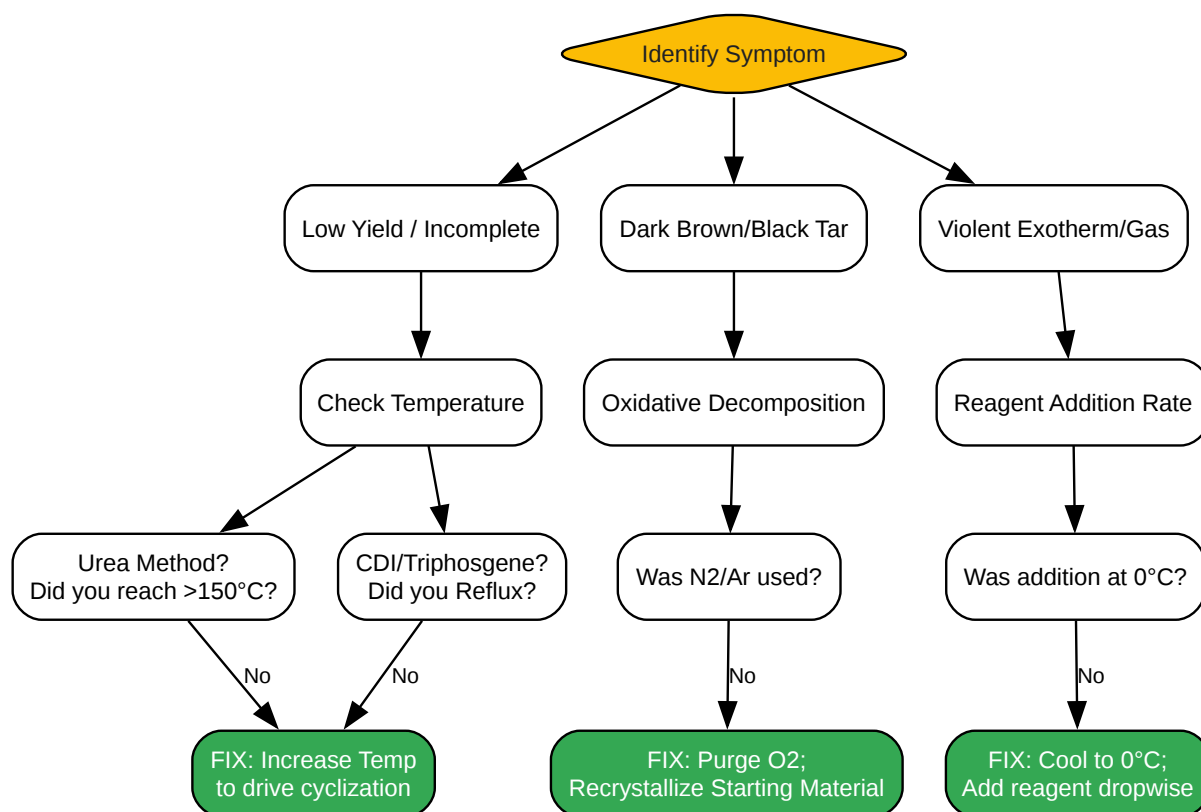 Identify Symptom
Low Yield / Incomplete
Dark Brown/Black Tar
Violent Exotherm/Gas
Check Temperature
Oxidative Decomposition
Reagent Addition Rate
Urea Method?
Did you reach >150°C?
CDI/Triphosgene?
Did you Reflux?
Was N2/Ar used?
Was addition at 0°C?
No
No
No
No
FIX: Increase Temp
to drive cyclization
FIX: Purge O2;
Recrystallize Starting Material
FIX: Cool to 0°C;
Add reagent dropwise